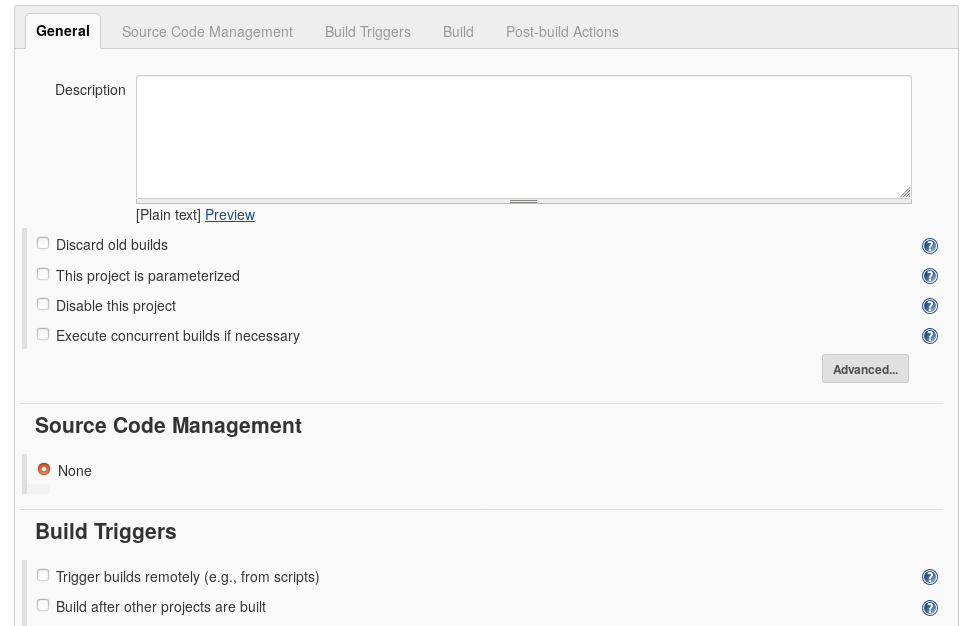 General Source Code Management Build Triggers Build Post-build Actions
Description
[Plain text] Preview
Discard old builds
This project is parameterized
Disable this project
Execute concurrent builds if necessary
Advanced...
Source Code Management
None
Build Triggers
Trigger builds remotely (e.g., from scripts)
Build after other projects are built